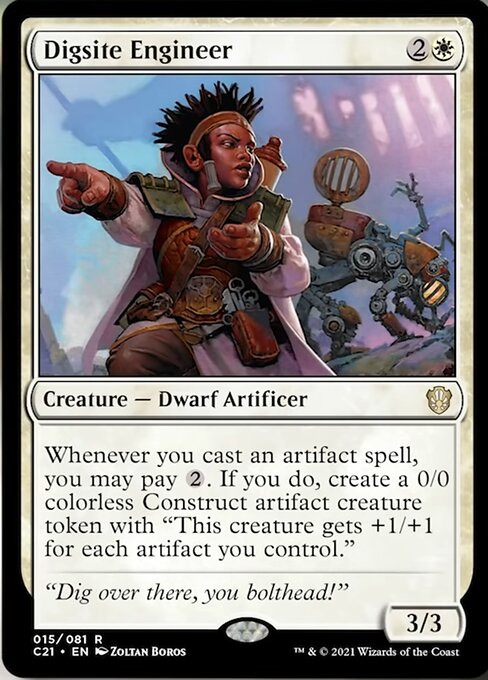 Digsite Engineer 2
Creature — Dwarf Artificer
Whenever you cast an artifact spell,
you may pay 2. If you do, create a 0/0
colorless Construct artifact creature
token with “This creature gets +1/+1
for each artifact you control.”
“Dig over there, you bolthead!”
3/3
015/081 R
C21 • EN Zoltan Boros
™ & © 2021 Wizards of the Coast